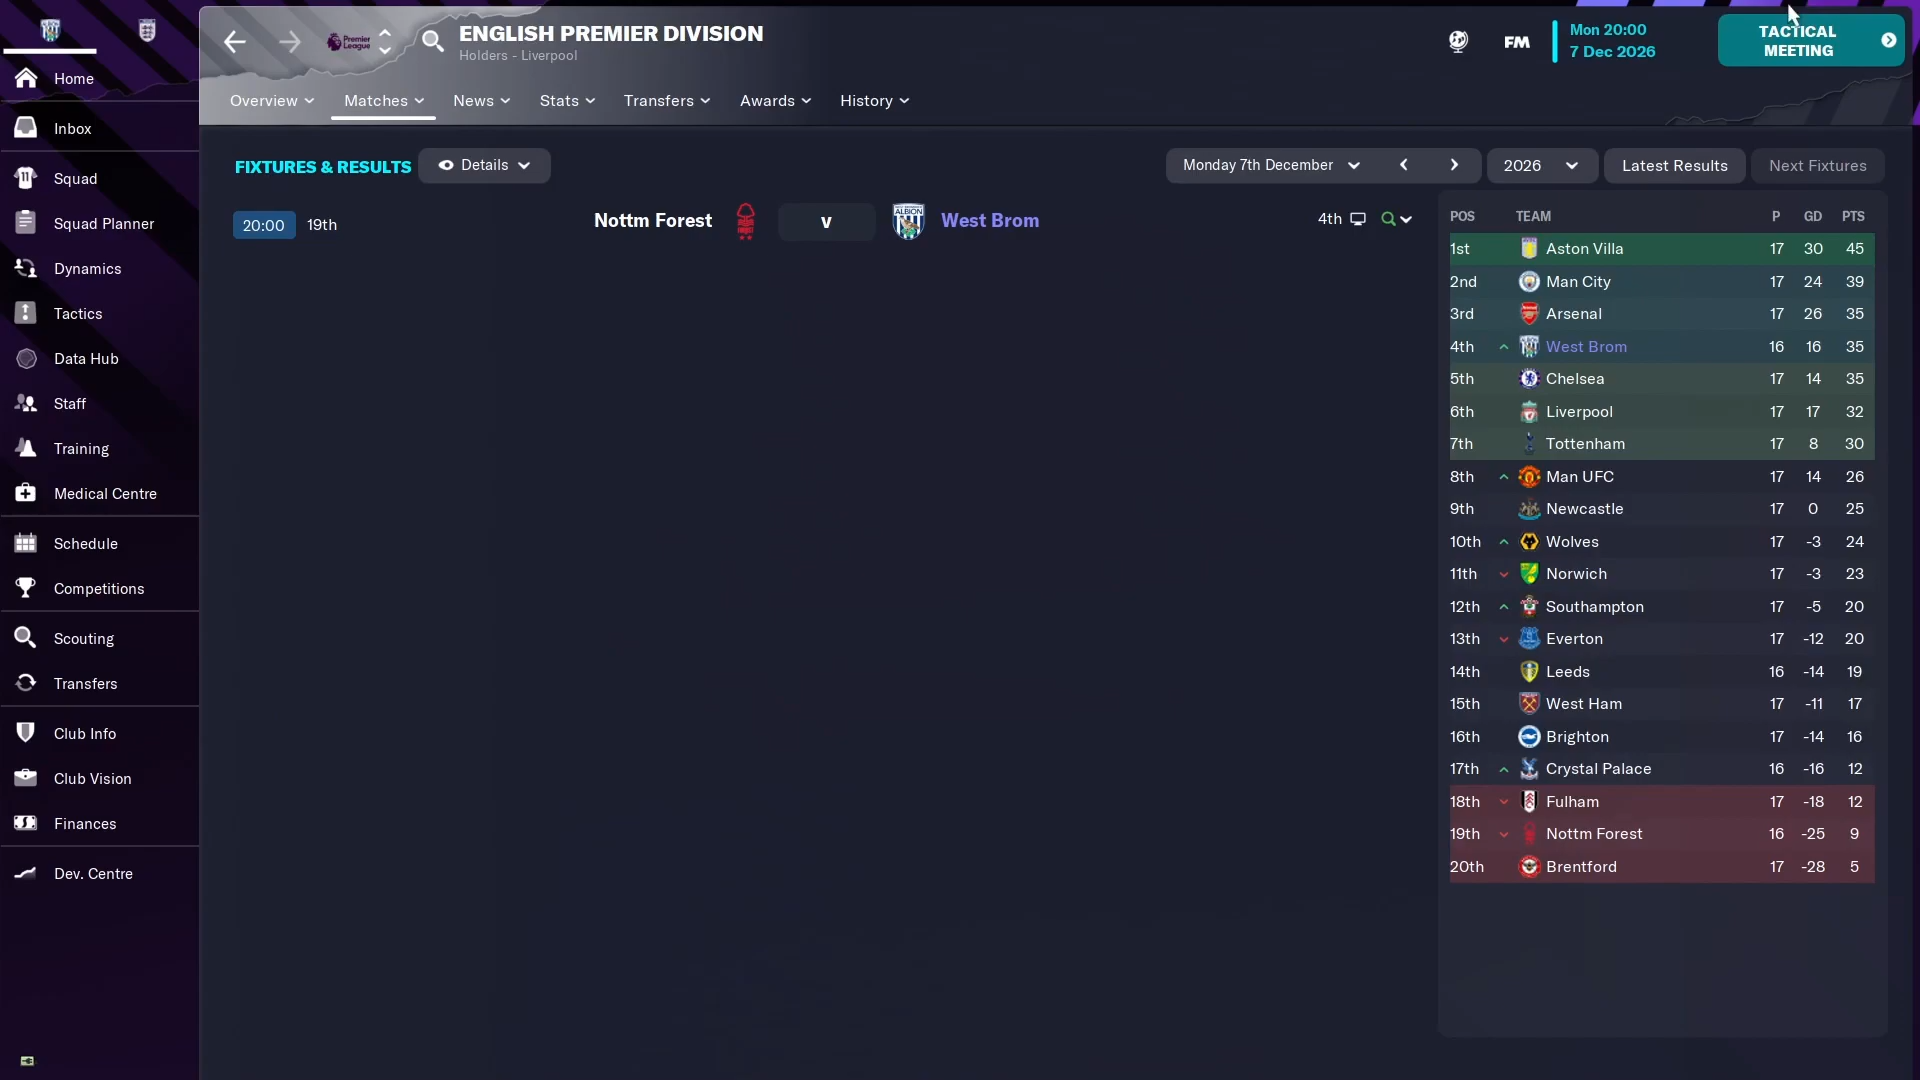 ENGLISH PREMIER DIVISION
Holders - Liverpool
Premier League
FM
Mon 20:00
7 Dec 2026
TACTICAL MEETING
Overview
Matches
News
Stats
Transfers
Awards
History
Home
Inbox
Squad
Squad Planner
Dynamics
Tactics
Data Hub
Staff
Training
Medical Centre
Schedule
Competitions
Scouting
Transfers
Club Info
Club Vision
Finances
Dev. Centre
FIXTURES & RESULTS
Details
Monday 7th December
2026
Latest Results
Next Fixtures
20:00 19th Nottm Forest v West Brom 4th
POS TEAM P GD PTS
1st Aston Villa 17 30 45
2nd Man City 17 24 39
3rd Arsenal 17 26 35
4th West Brom 16 16 35
5th Chelsea 17 14 35
6th Liverpool 17 17 32
7th Tottenham 17 8 30
8th Man UFC 17 14 26
9th Newcastle 17 0 25
10th Wolves 17 -3 24
11th Norwich 17 -3 23
12th Southampton 17 -5 20
13th Everton 17 -12 20
14th Leeds 16 -14 19
15th West Ham 17 -11 17
16th Brighton 17 -14 16
17th Crystal Palace 16 -16 12
18th Fulham 17 -18 12
19th Nottm Forest 16 -25 9
20th Brentford 17 -28 5